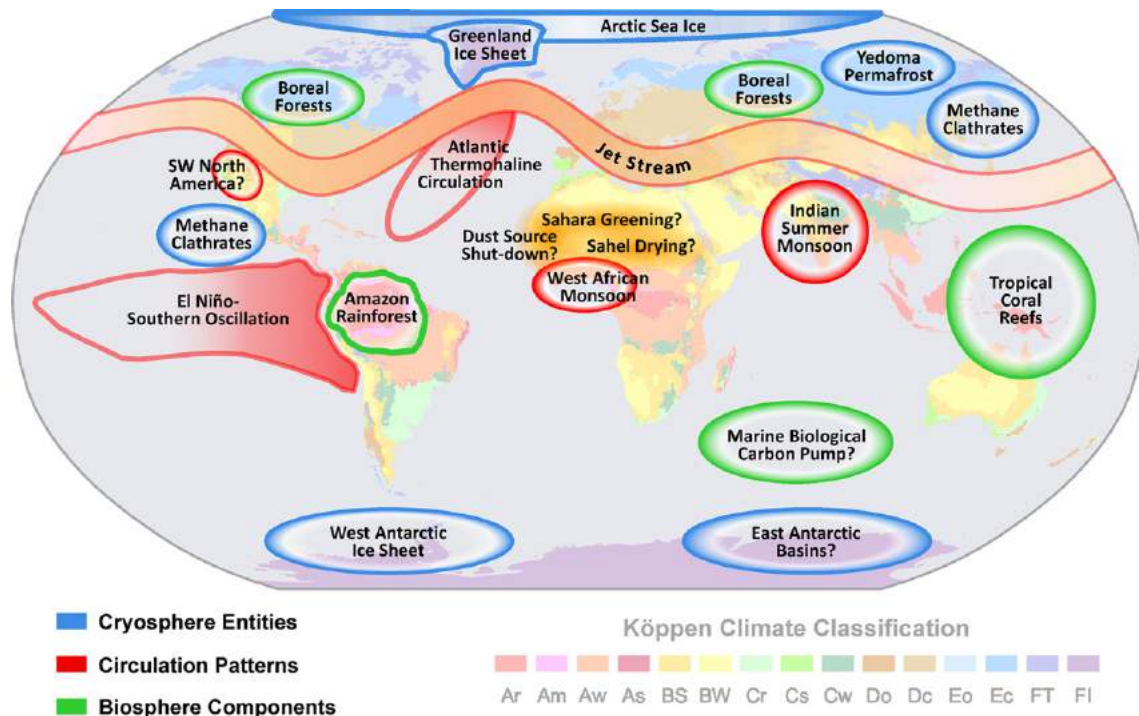 Arctic Sea Ice
Greenland
Ice Sheet
Yedoma
Permafrost
Boreal
Forests
Boreal
Forests
Methane
Clathrates
Atlantic
Thermohaline
Circulation
Jet Stream
SW North
America?
Methane
Clathrates
Sahara Greening?
Dust Source
Shut-down?
Sahel Drying?
Indian
Summer
Monsoon
West African
Monsoon
El Niño-
Southern Oscillation
Amazon
Rainforest
Tropical
Coral
Reefs
Marine Biological
Carbon Pump?
West Antarctic
Ice Sheet
East Antarctic
Basins?
Cryosphere Entities
Circulation Patterns
Biosphere Components
Köppen Climate Classification
Ar Am Aw As BS BW Cr Cs Cw Do Dc Eo Ec FT FI